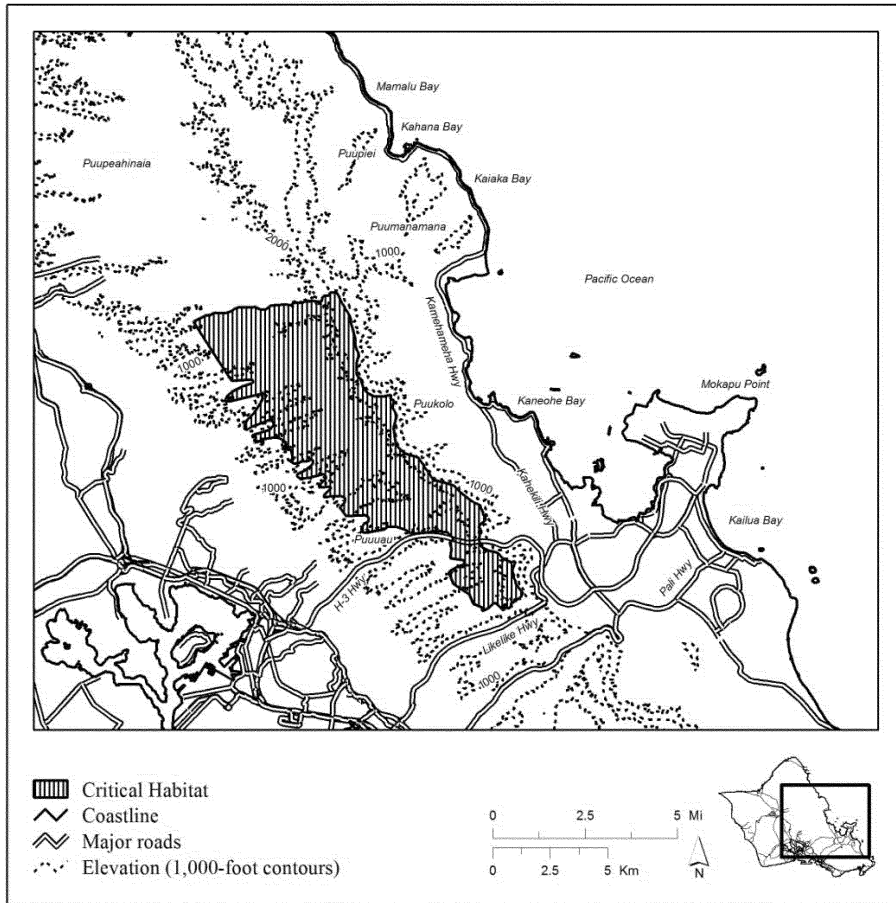 Mamalu Bay
Kahana Bay
Puupiei
Puupeahinaia
Kaiaka Bay
Puumanamana
2000
1000
Pacific Ocean
Kamehameha Hwy
1000
Mokapu Point
Puukolo
Kaneohe Bay
1000
1000
Kahekili Hwy
Kailua Bay
Puuuau
H-3 Hwy
Pali Hwy
Likelike Hwy
1000
Critical Habitat
Coastline
Major roads
Elevation (1,000-foot contours)
0 2.5 5 Mi
0 2.5 5 Km
N